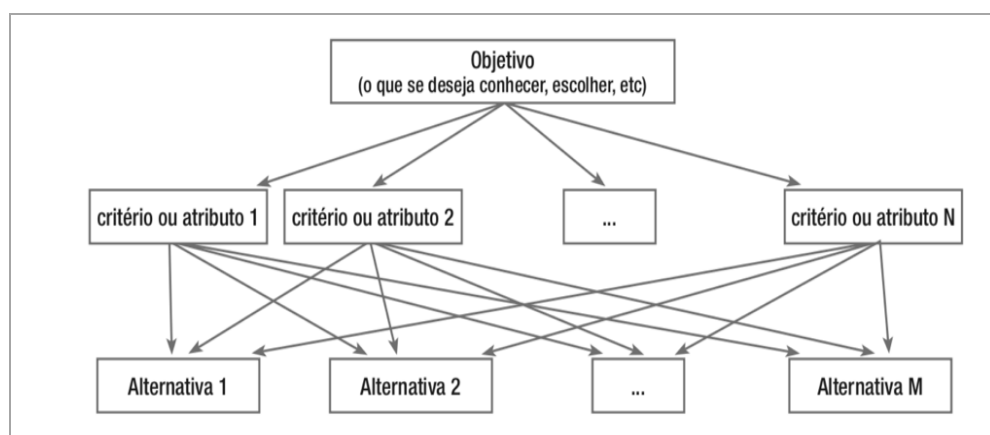 Objetivo
(o que se deseja conhecer, escolher, etc)
critério ou atributo 1
critério ou atributo 2
...
critério ou atributo N
Alternativa 1
Alternativa 2
...
Alternativa M